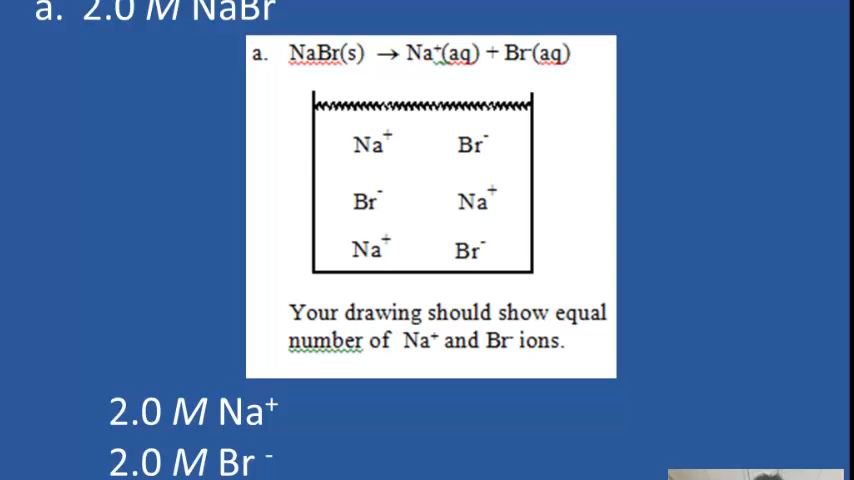 a. 2.0 M NaBr
a. NaBr(s) → Na⁺(aq) + Br⁻(aq)
Na⁺ Br⁻
Br⁻ Na⁺
Na⁺ Br⁻
Your drawing should show equal
number of Na⁺ and Br⁻ ions.
2.0 M Na⁺
2.0 M Br ⁻